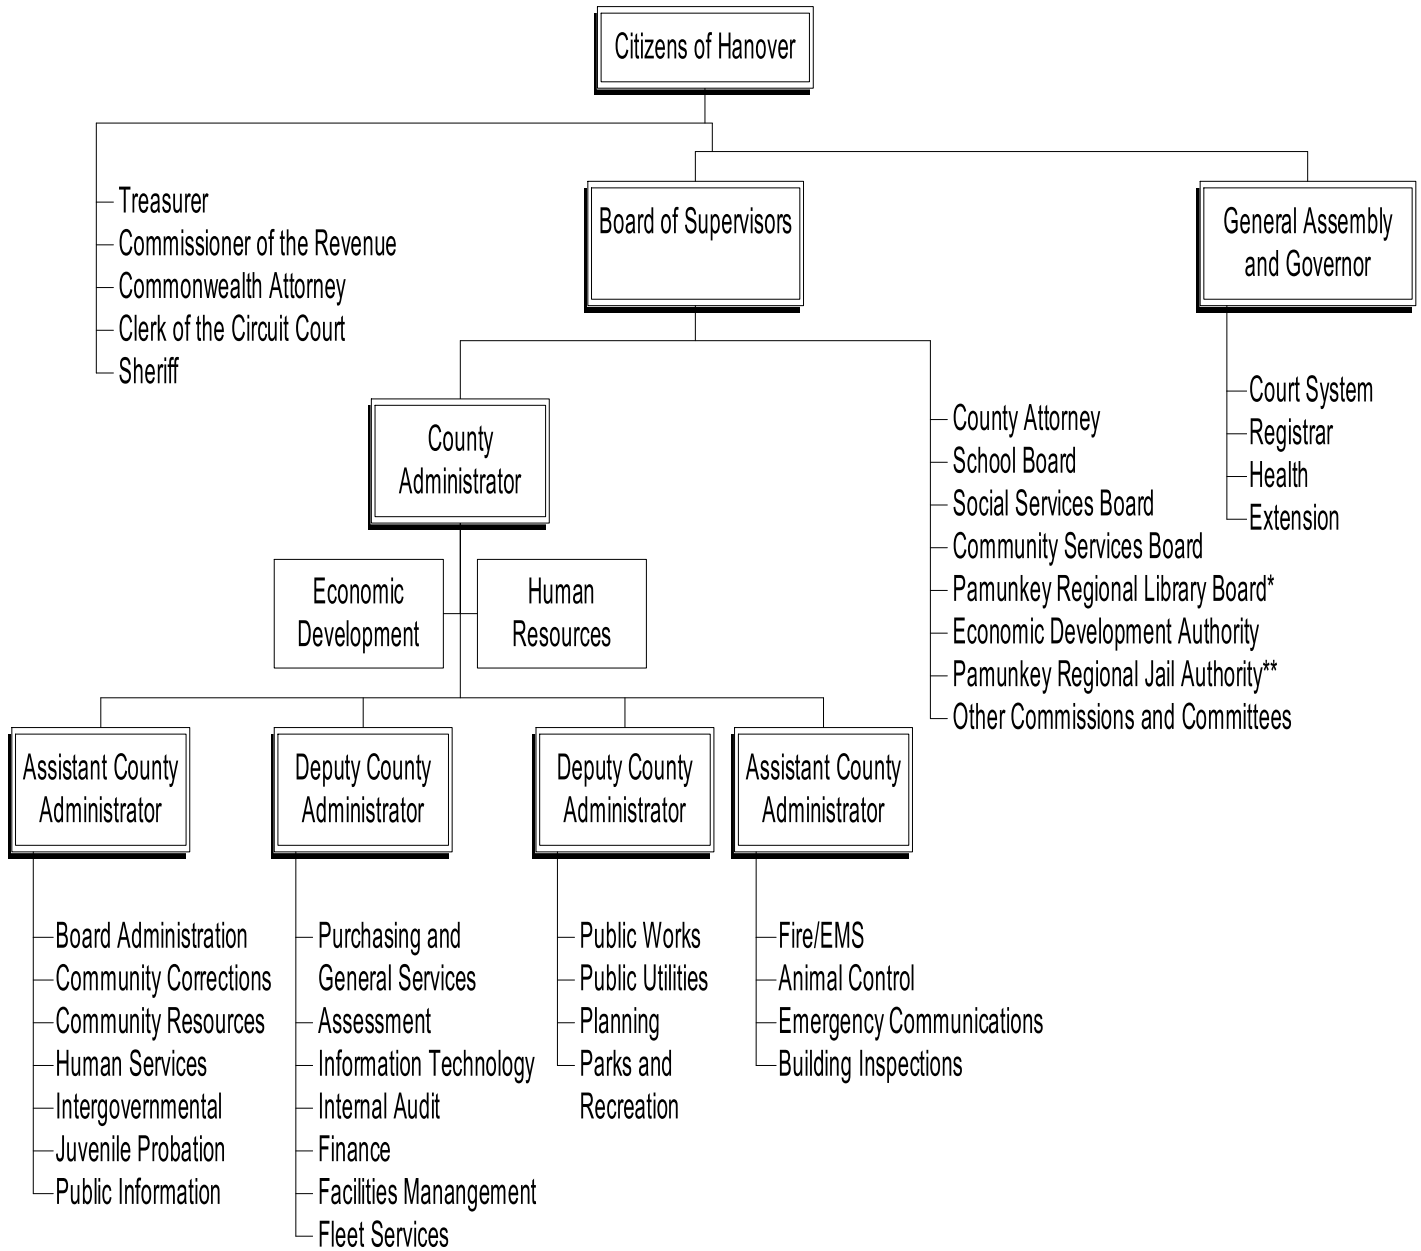 Citizens of Hanover
Treasurer
Commissioner of the Revenue
Commonwealth Attorney
Clerk of the Circuit Court
Sheriff
Board of Supervisors
General Assembly
and Governor
Court System
Registrar
Health
Extension
County
Administrator
County Attorney
School Board
Social Services Board
Community Services Board
Pamunkey Regional Library Board*
Economic Development Authority
Pamunkey Regional Jail Authority**
Other Commissions and Committees
Economic
Development
Human
Resources
Assistant County
Administrator
Board Administration
Community Corrections
Community Resources
Human Services
Intergovernmental
Juvenile Probation
Public Information
Deputy County
Administrator
Purchasing and
General Services
Assessment
Information Technology
Internal Audit
Finance
Facilities Manangement
Fleet Services
Deputy County
Administrator
Public Works
Public Utilities
Planning
Parks and
Recreation
Assistant County
Administrator
Fire/EMS
Animal Control
Emergency Communications
Building Inspections